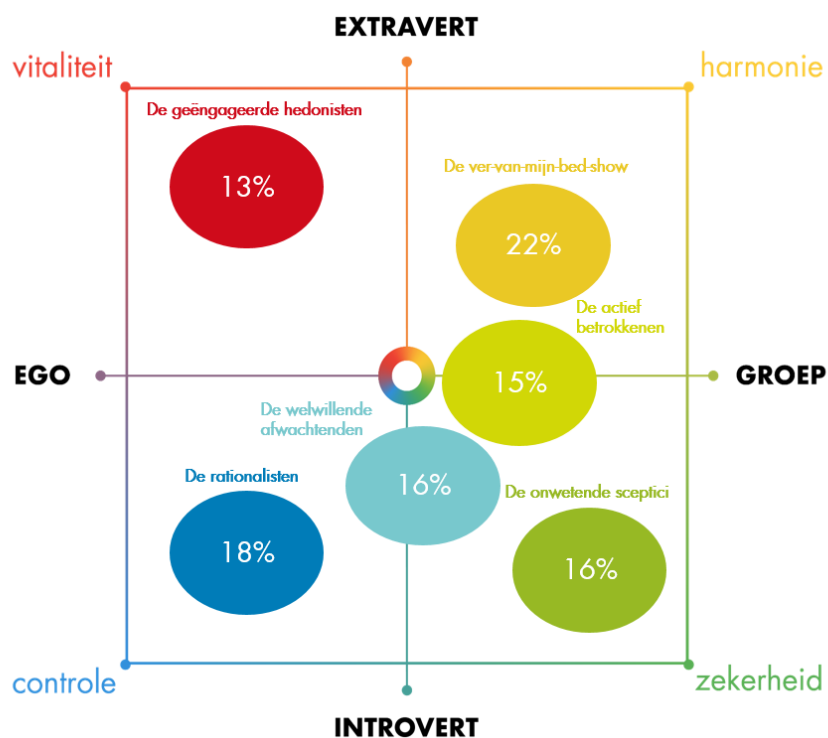 EXTRAVERT
vitaliteit
harmonie
De geëngageerde hedonisten
13%
De ver-van-mijn-bed-show
22%
De actief
betrokkenen
15%
EGO
GROEP
De welwillende
afwachtenden
16%
De rationalisten
18%
De onwetende sceptici
16%
controle
zekerheid
INTROVERT